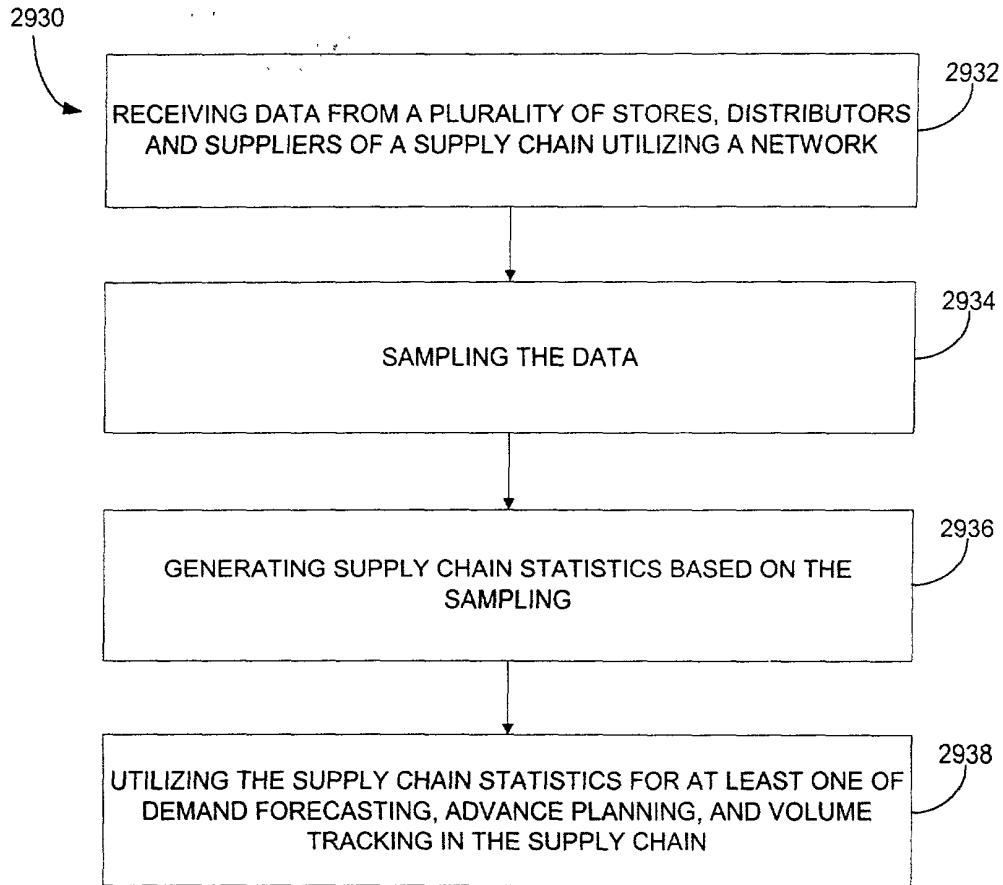 2930
2932
RECEIVING DATA FROM A PLURALITY OF STORES, DISTRIBUTORS
AND SUPPLIERS OF A SUPPLY CHAIN UTILIZING A NETWORK
2934
SAMPLING THE DATA
2936
GENERATING SUPPLY CHAIN STATISTICS BASED ON THE
SAMPLING
2938
UTILIZING THE SUPPLY CHAIN STATISTICS FOR AT LEAST ONE OF
DEMAND FORECASTING, ADVANCE PLANNING, AND VOLUME
TRACKING IN THE SUPPLY CHAIN